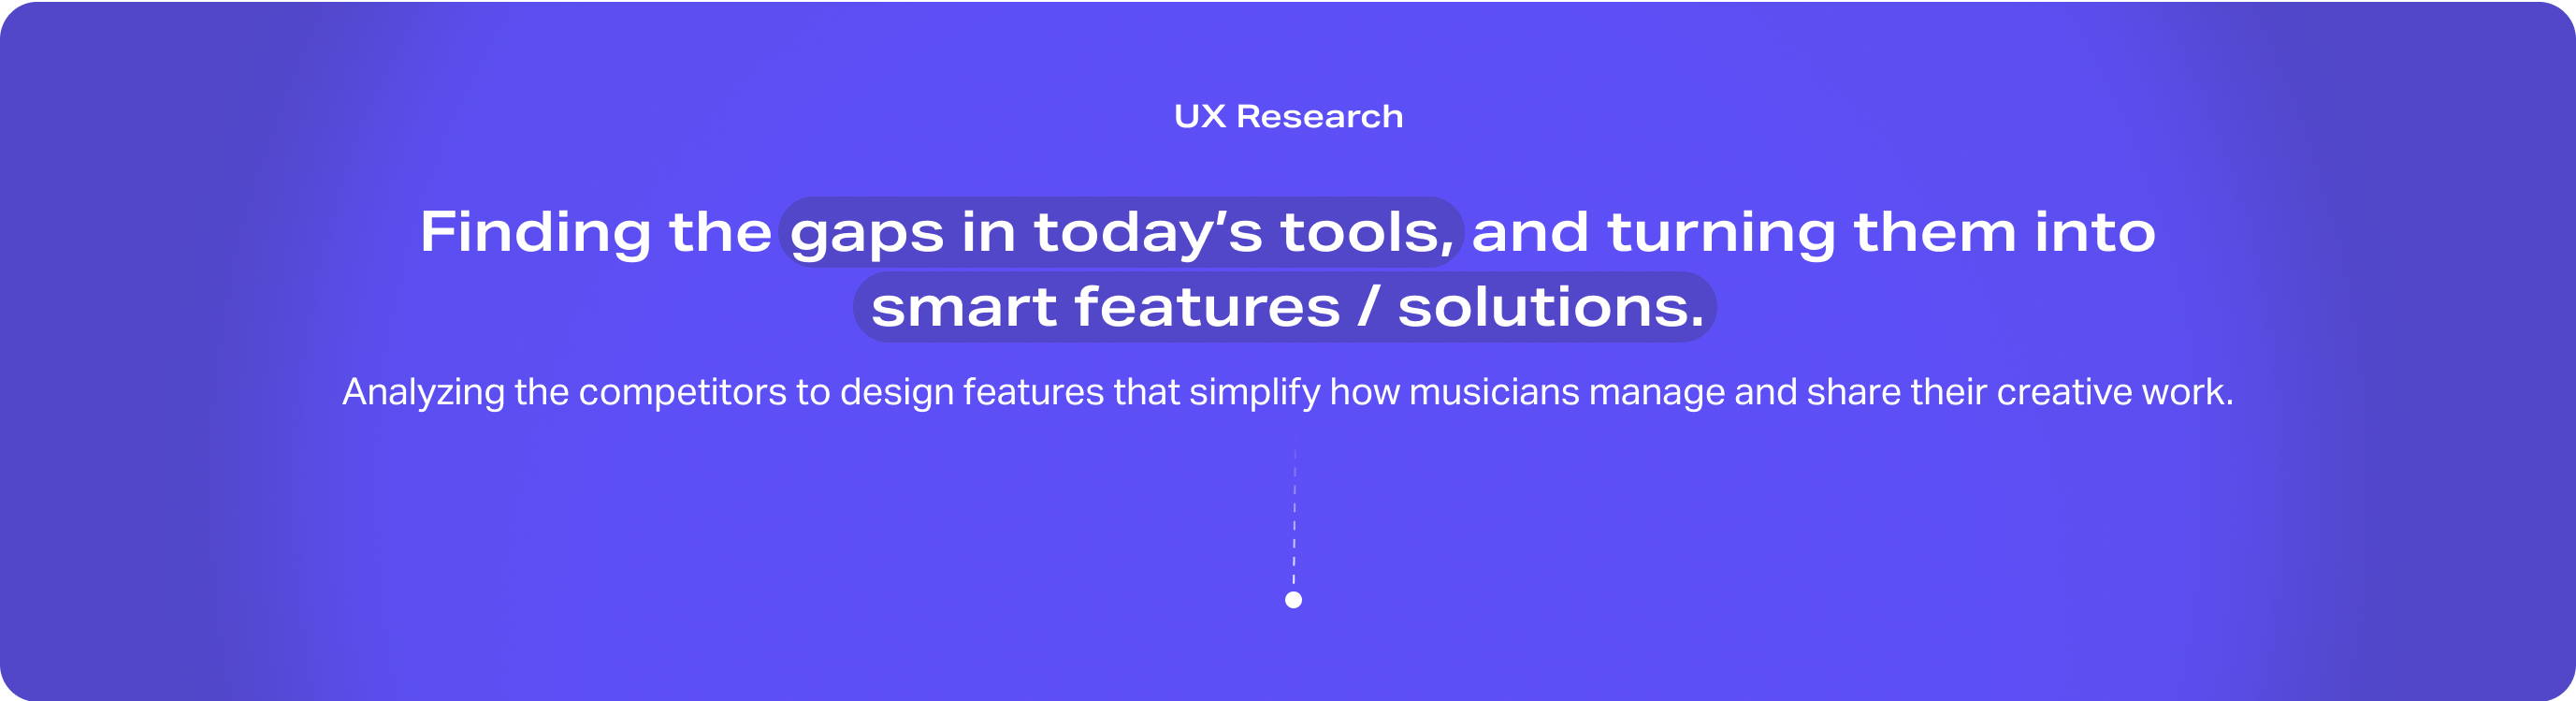 UX Research
Finding the gaps in today’s tools, and turning them into
smart features / solutions.
Analyzing the competitors to design features that simplify how musicians manage and share their creative work.